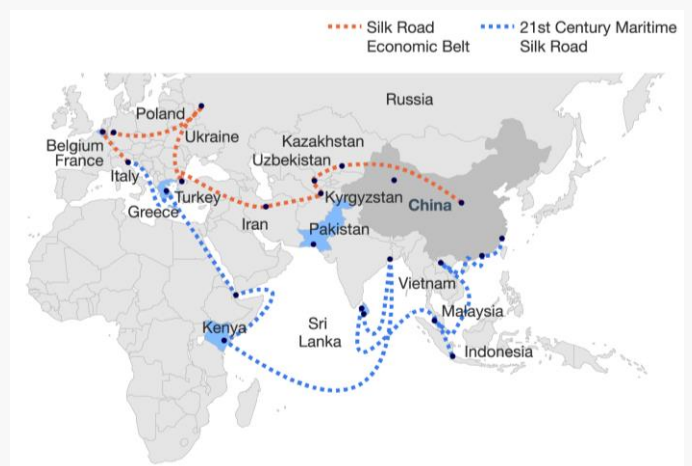 Silk Road
Economic Belt
21st Century Maritime
Silk Road
Russia
Poland
Ukraine
Kazakhstan
Belgium
France
Uzbekistan
Italy
Turkey
Kyrgyzstan
China
Greece
Iran
Pakistan
Vietnam
Malaysia
Kenya
Sri
Lanka
Indonesia